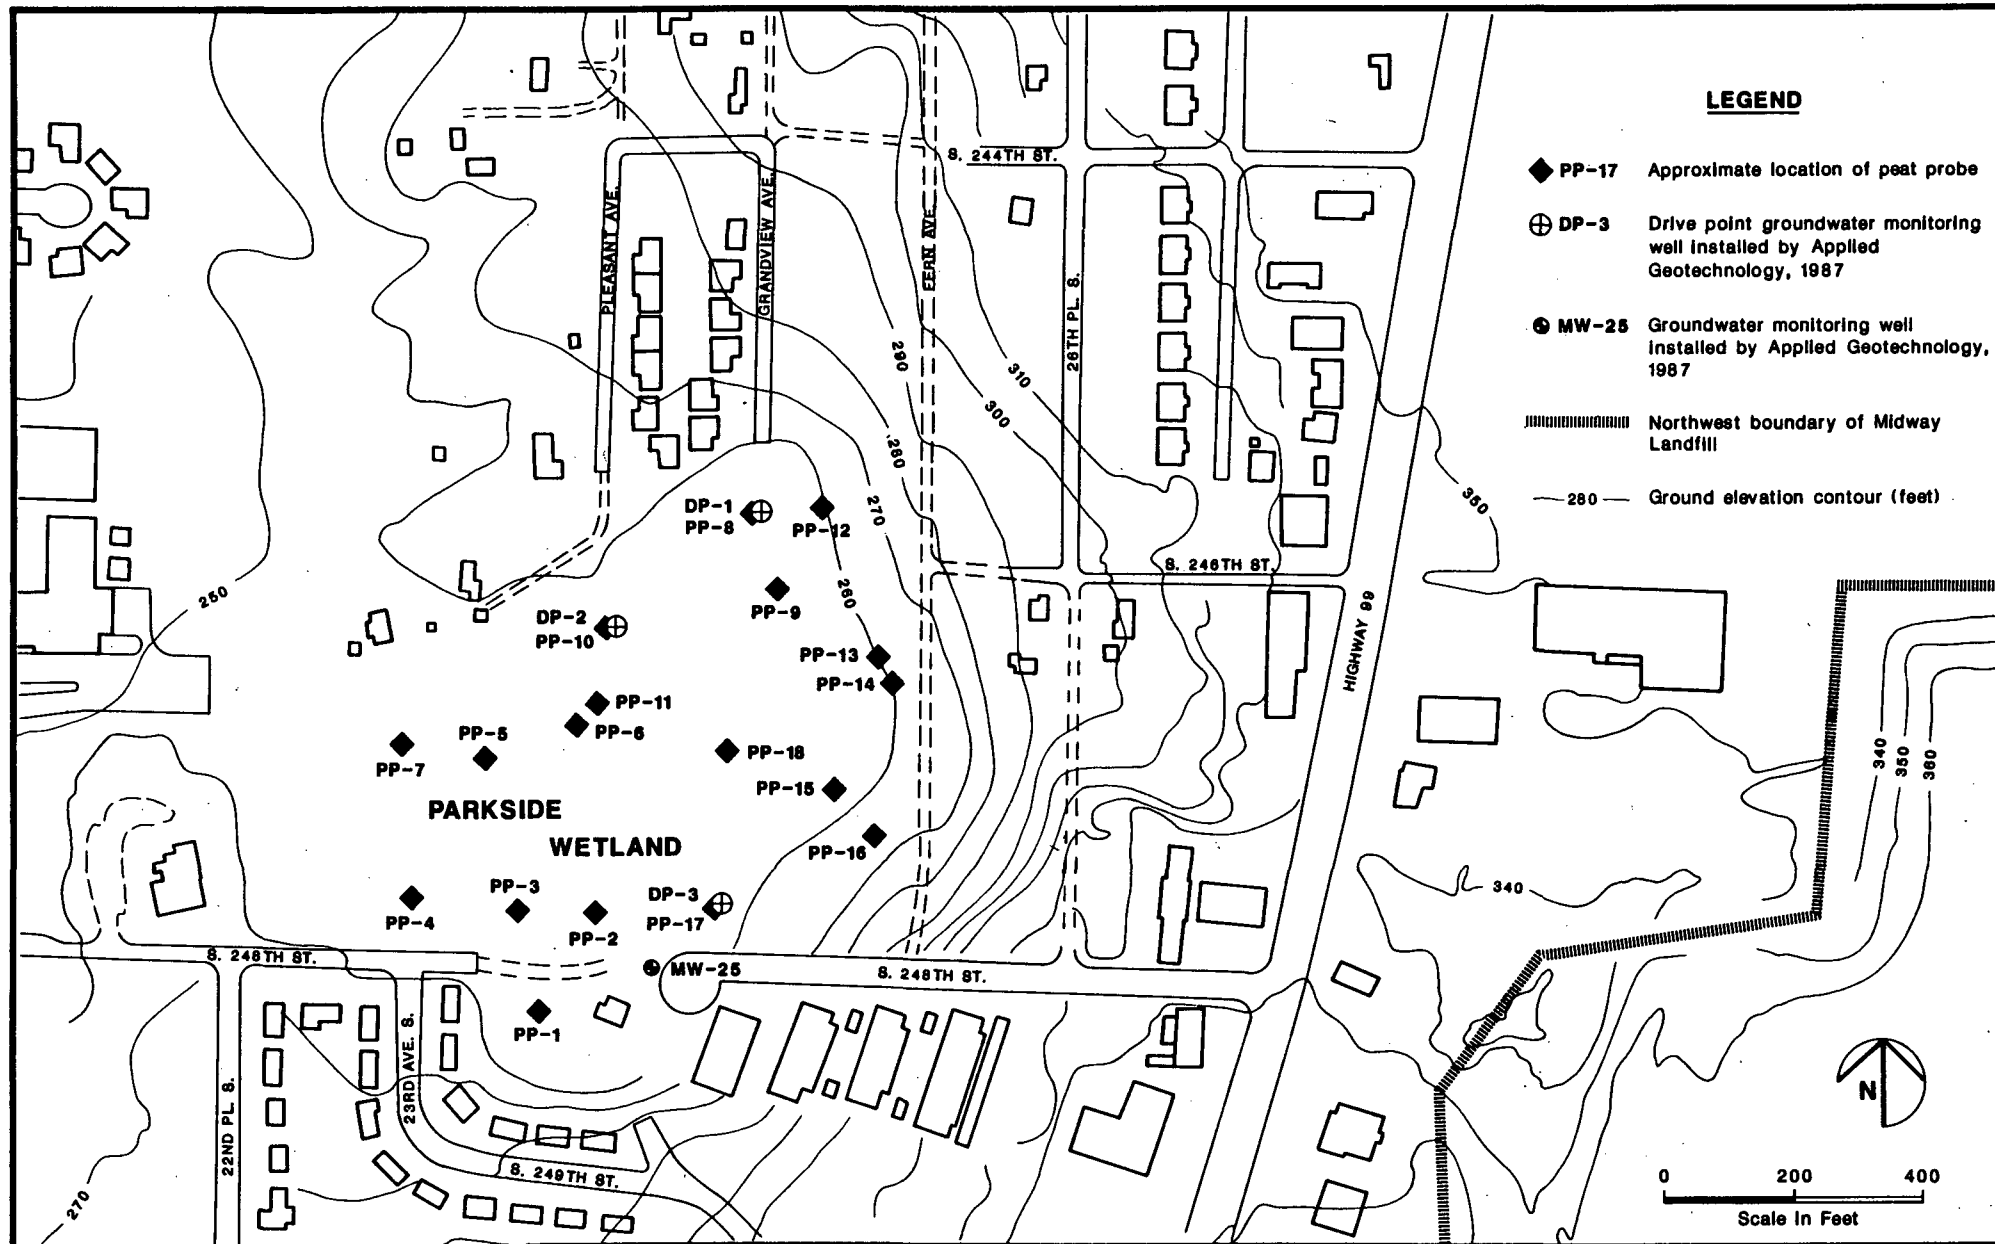 LEGEND
PP-17 Approximate location of peat probe
DP-3 Drive point groundwater monitoring
well installed by Applied
Geotechnology, 1987
MW-25 Groundwater monitoring well
installed by Applied Geotechnology,
1987
Northwest boundary of Midway
Landfill
280 Ground elevation contour (feet)
S. 244TH ST.
PLEASANT AVE.
GRANDVIEW AVE.
FERN AVE.
26TH PL. S.
290
310
300
280
270
260
350
250
DP-1
PP-8
PP-12
PP-9
DP-2
PP-10
S. 246TH ST.
HIGHWAY 99
PP-13
PP-14
PP-11
PP-6
PP-5
PP-7
PP-18
PP-15
PP-16
PARKSIDE
WETLAND
340
350
360
340
PP-4
PP-3
PP-2
DP-3
PP-17
MW-25
PP-1
S. 248TH ST.
S. 248TH ST.
22ND PL. S.
23RD AVE. S.
S. 249TH ST.
270
N
0 200 400
Scale in Feet